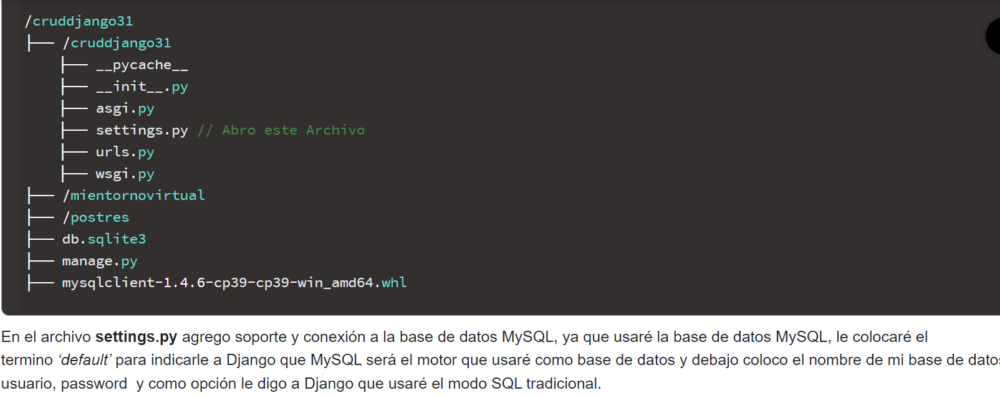 /cruddjango31
├── /cruddjango31
├── __pycache__
├── __init__.py
├── asgi.py
├── settings.py // Abro este Archivo
├── urls.py
├── wsgi.py
├── /mientornovirtual
├── /postres
├── db.sqlite3
├── manage.py
├── mysqlclient-1.4.6-cp39-cp39-win_amd64.whl
En el archivo settings.py agrego soporte y conexión a la base de datos MySQL, ya que usaré la base de datos MySQL, le colocaré el
termino ‘default’ para indicarle a Django que MySQL será el motor que usaré como base de datos y debajo coloco el nombre de mi base de datos
usuario, password  y como opción le digo a Django que usaré el modo SQL tradicional.